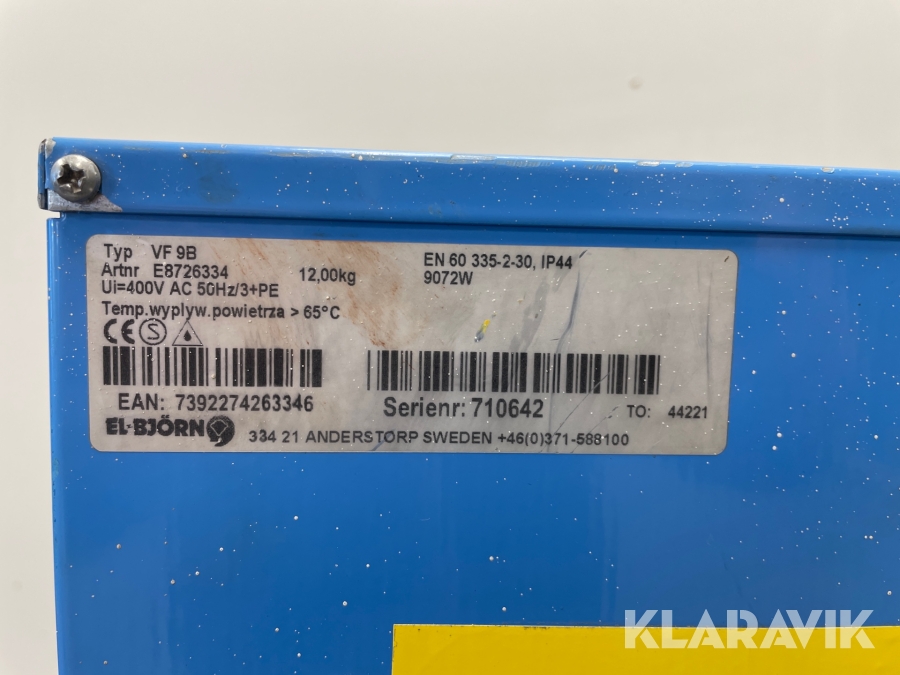 Typ VF 9B
Artnr E8726334 12,00kg
Ui=400V AC 50Hz/3+PE
EN 60 335-2-30, IP44
9072W
Temp.wyplyw.powietrza > 65°C
CE S
EAN: 7392274263346
Serienr: 710642
TO: 44221
EL-BJÖRN
334 21 ANDERSTORP SWEDEN +46(0)371-588100
KLARAVIK